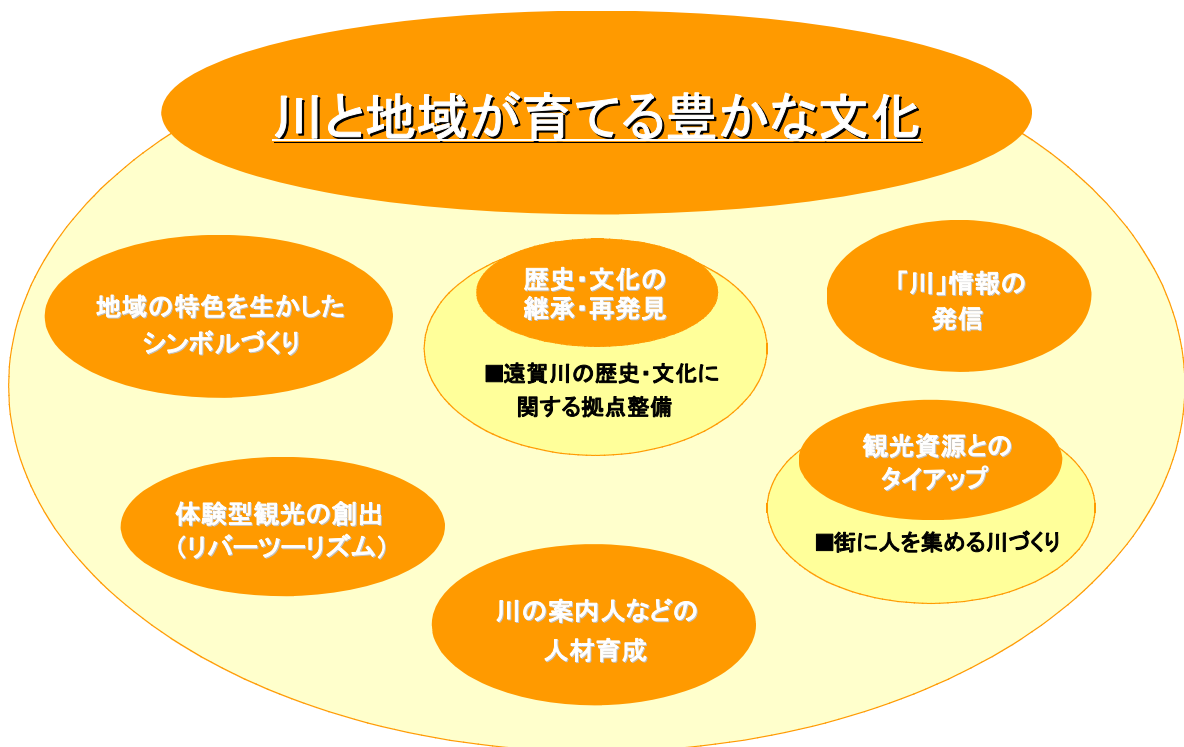 川と地域が育てる豊かな文化
地域の特色を生かした
シンボルづくり
歴史・文化の
継承・再発見
■遠賀川の歴史・文化に
関する拠点整備
「川」情報の
発信
観光資源との
タイアップ
■街に人を集める川づくり
体験型観光の創出
（リバーツーリズム）
川の案内人などの
人材育成